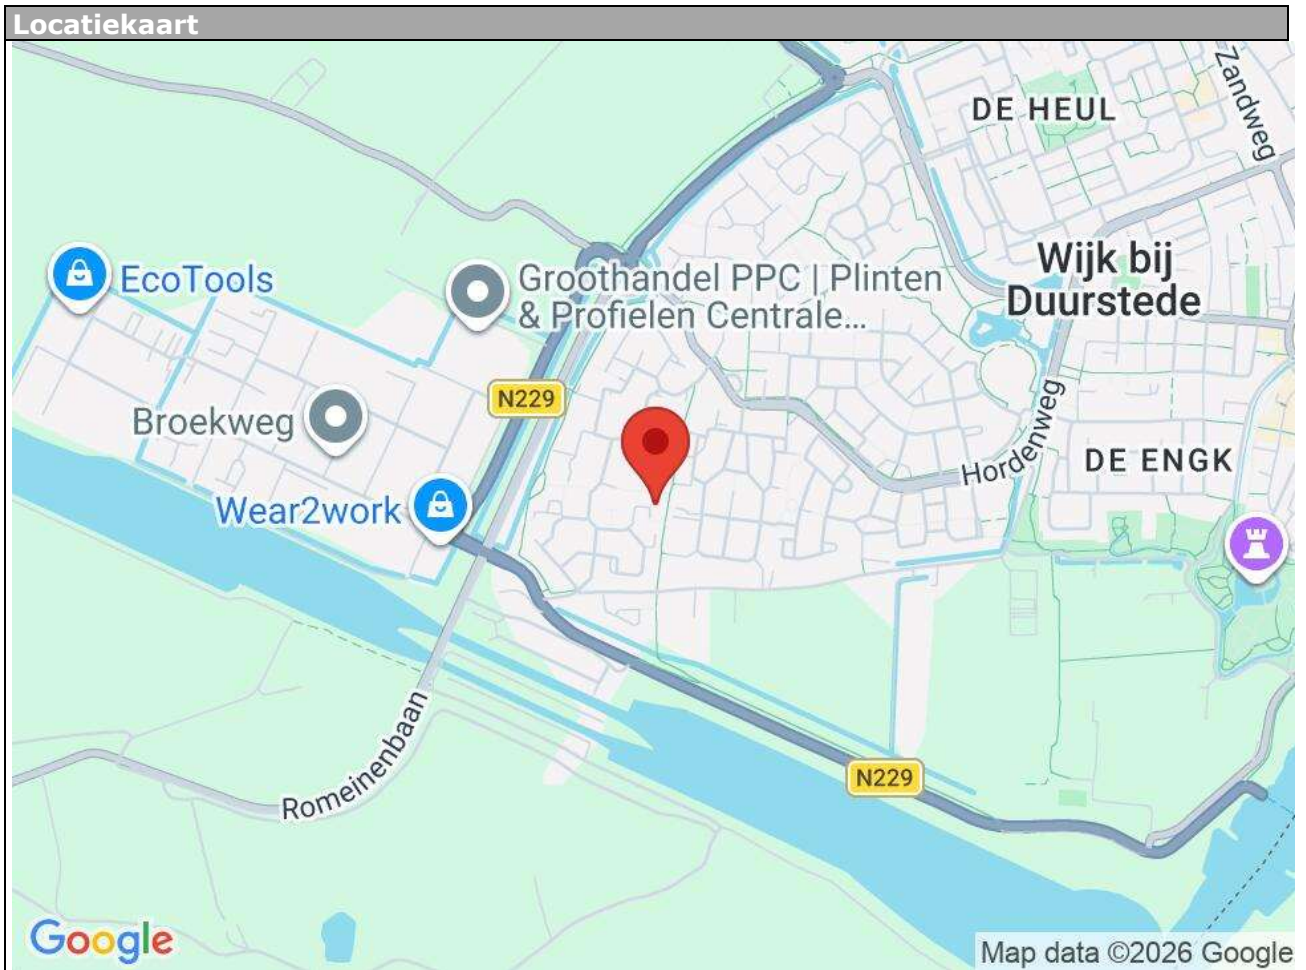 Locatiekaart
DE HEUL
Zandweg
Wijk bij
Duurstede
EcoTools
Groothandel PPC | Plinten
& Profielen Centrale...
N229
Broekweg
Hordenweg
DE ENGK
Wear2work
Romeinenbaan
N229
Google
Map data ©2026 Google